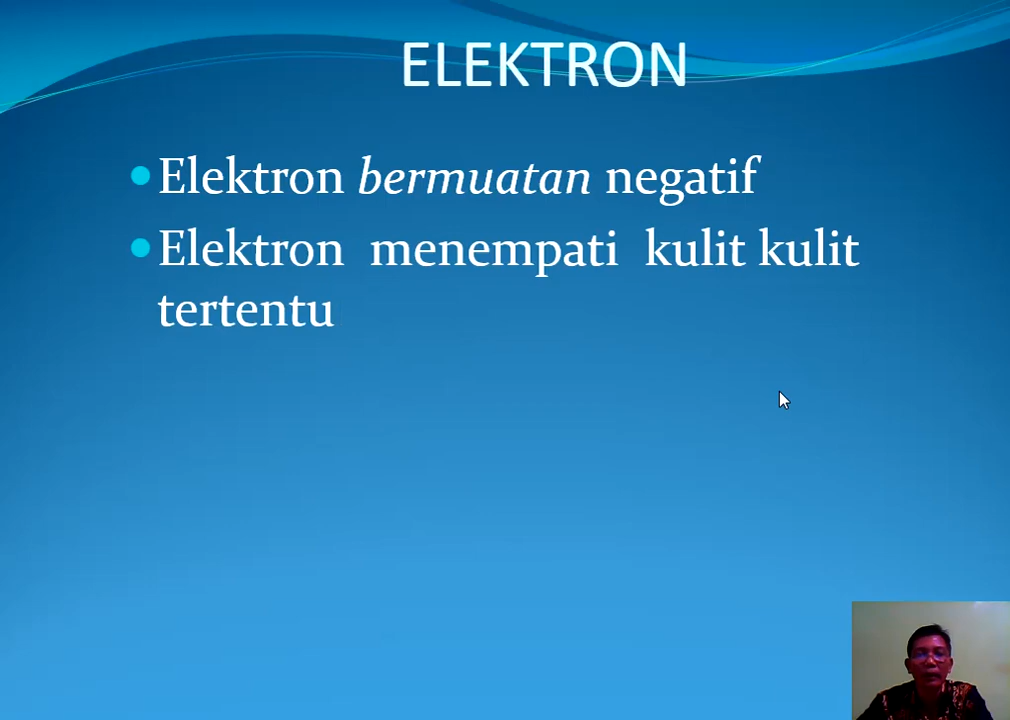 ELEKTRON
Elektron bermuatan negatif
Elektron menempati kulit kulit
tertentu